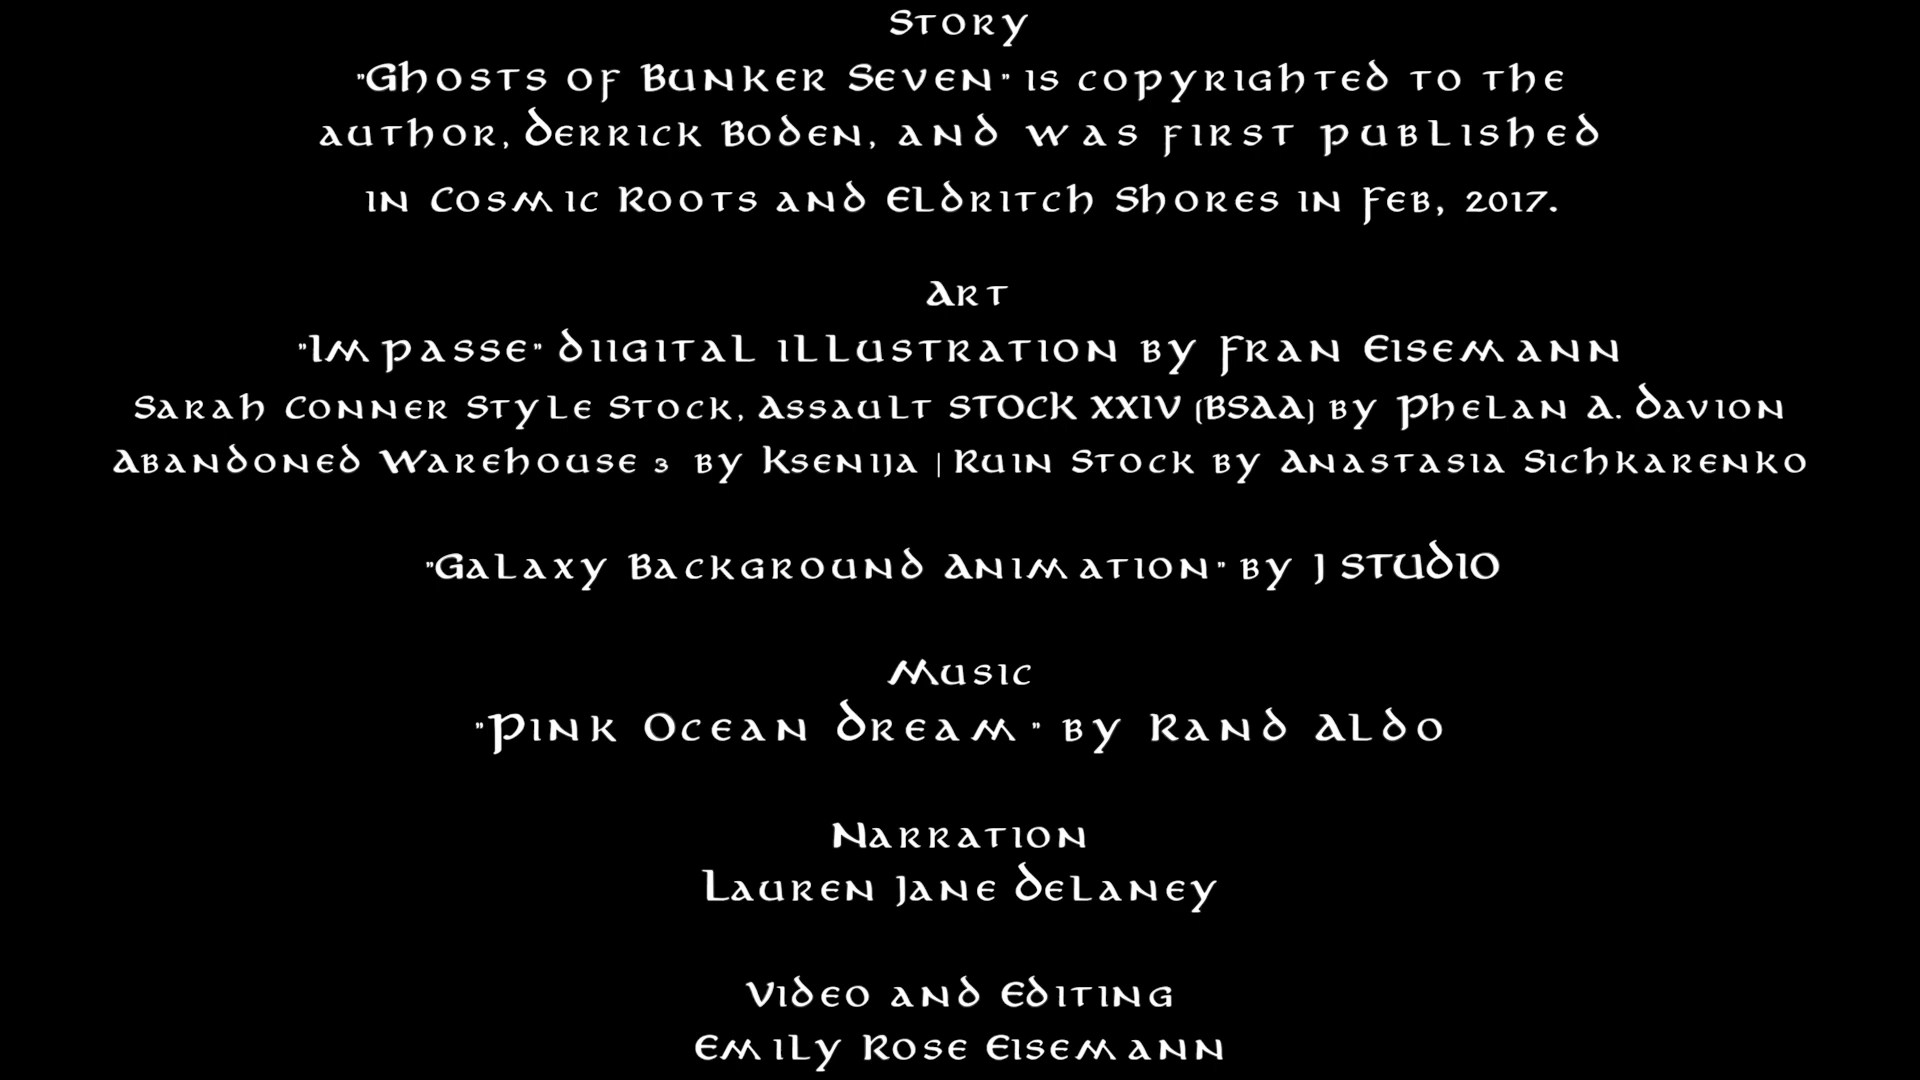 Story
"Ghosts of Bunker Seven" is copyrighted to the
author, Derrick Boden, and was first published
in Cosmic Roots and Eldritch Shores in Feb, 2017.
Art
"Impasse" diigital illustration by Fran Eisemann
Sarah Conner Style Stock, Assault STOCK XXIV (BSAA) by Phelan A. Davion
Abandoned Warehouse 3 by Ksenija | Ruin Stock by Anastasia Sichkarenko
"Galaxy Background Animation" by J STUDIO
Music
"Pink Ocean Dream" by Rand Aldo
Narration
Lauren Jane Delaney
Video and Editing
Emily Rose Eisemann